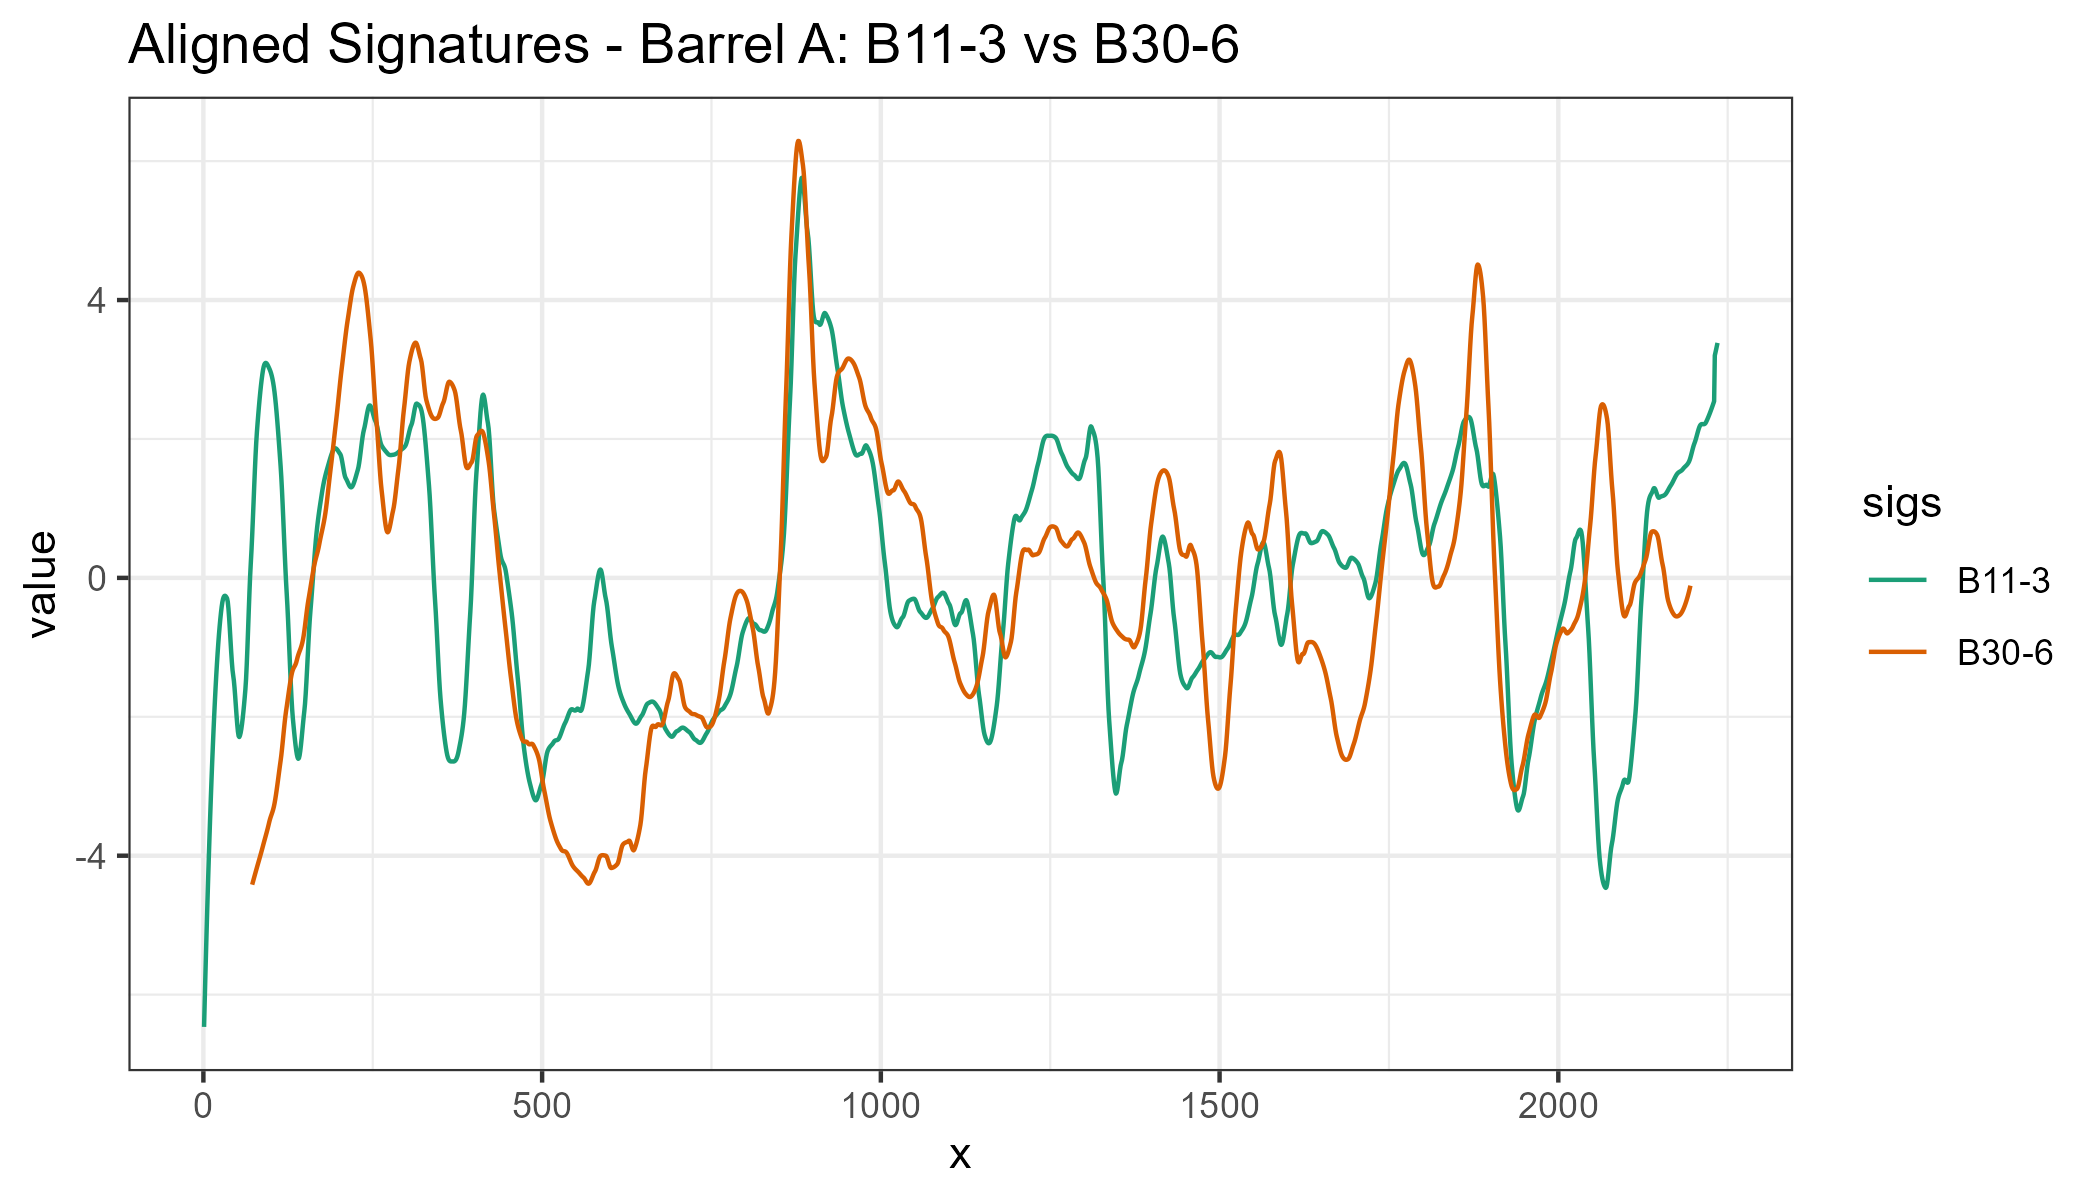 Aligned Signatures - Barrel A: B11-3 vs B30-6
value
4
0
-4
0 500 1000 1500 2000
x
sigs
B11-3
B30-6